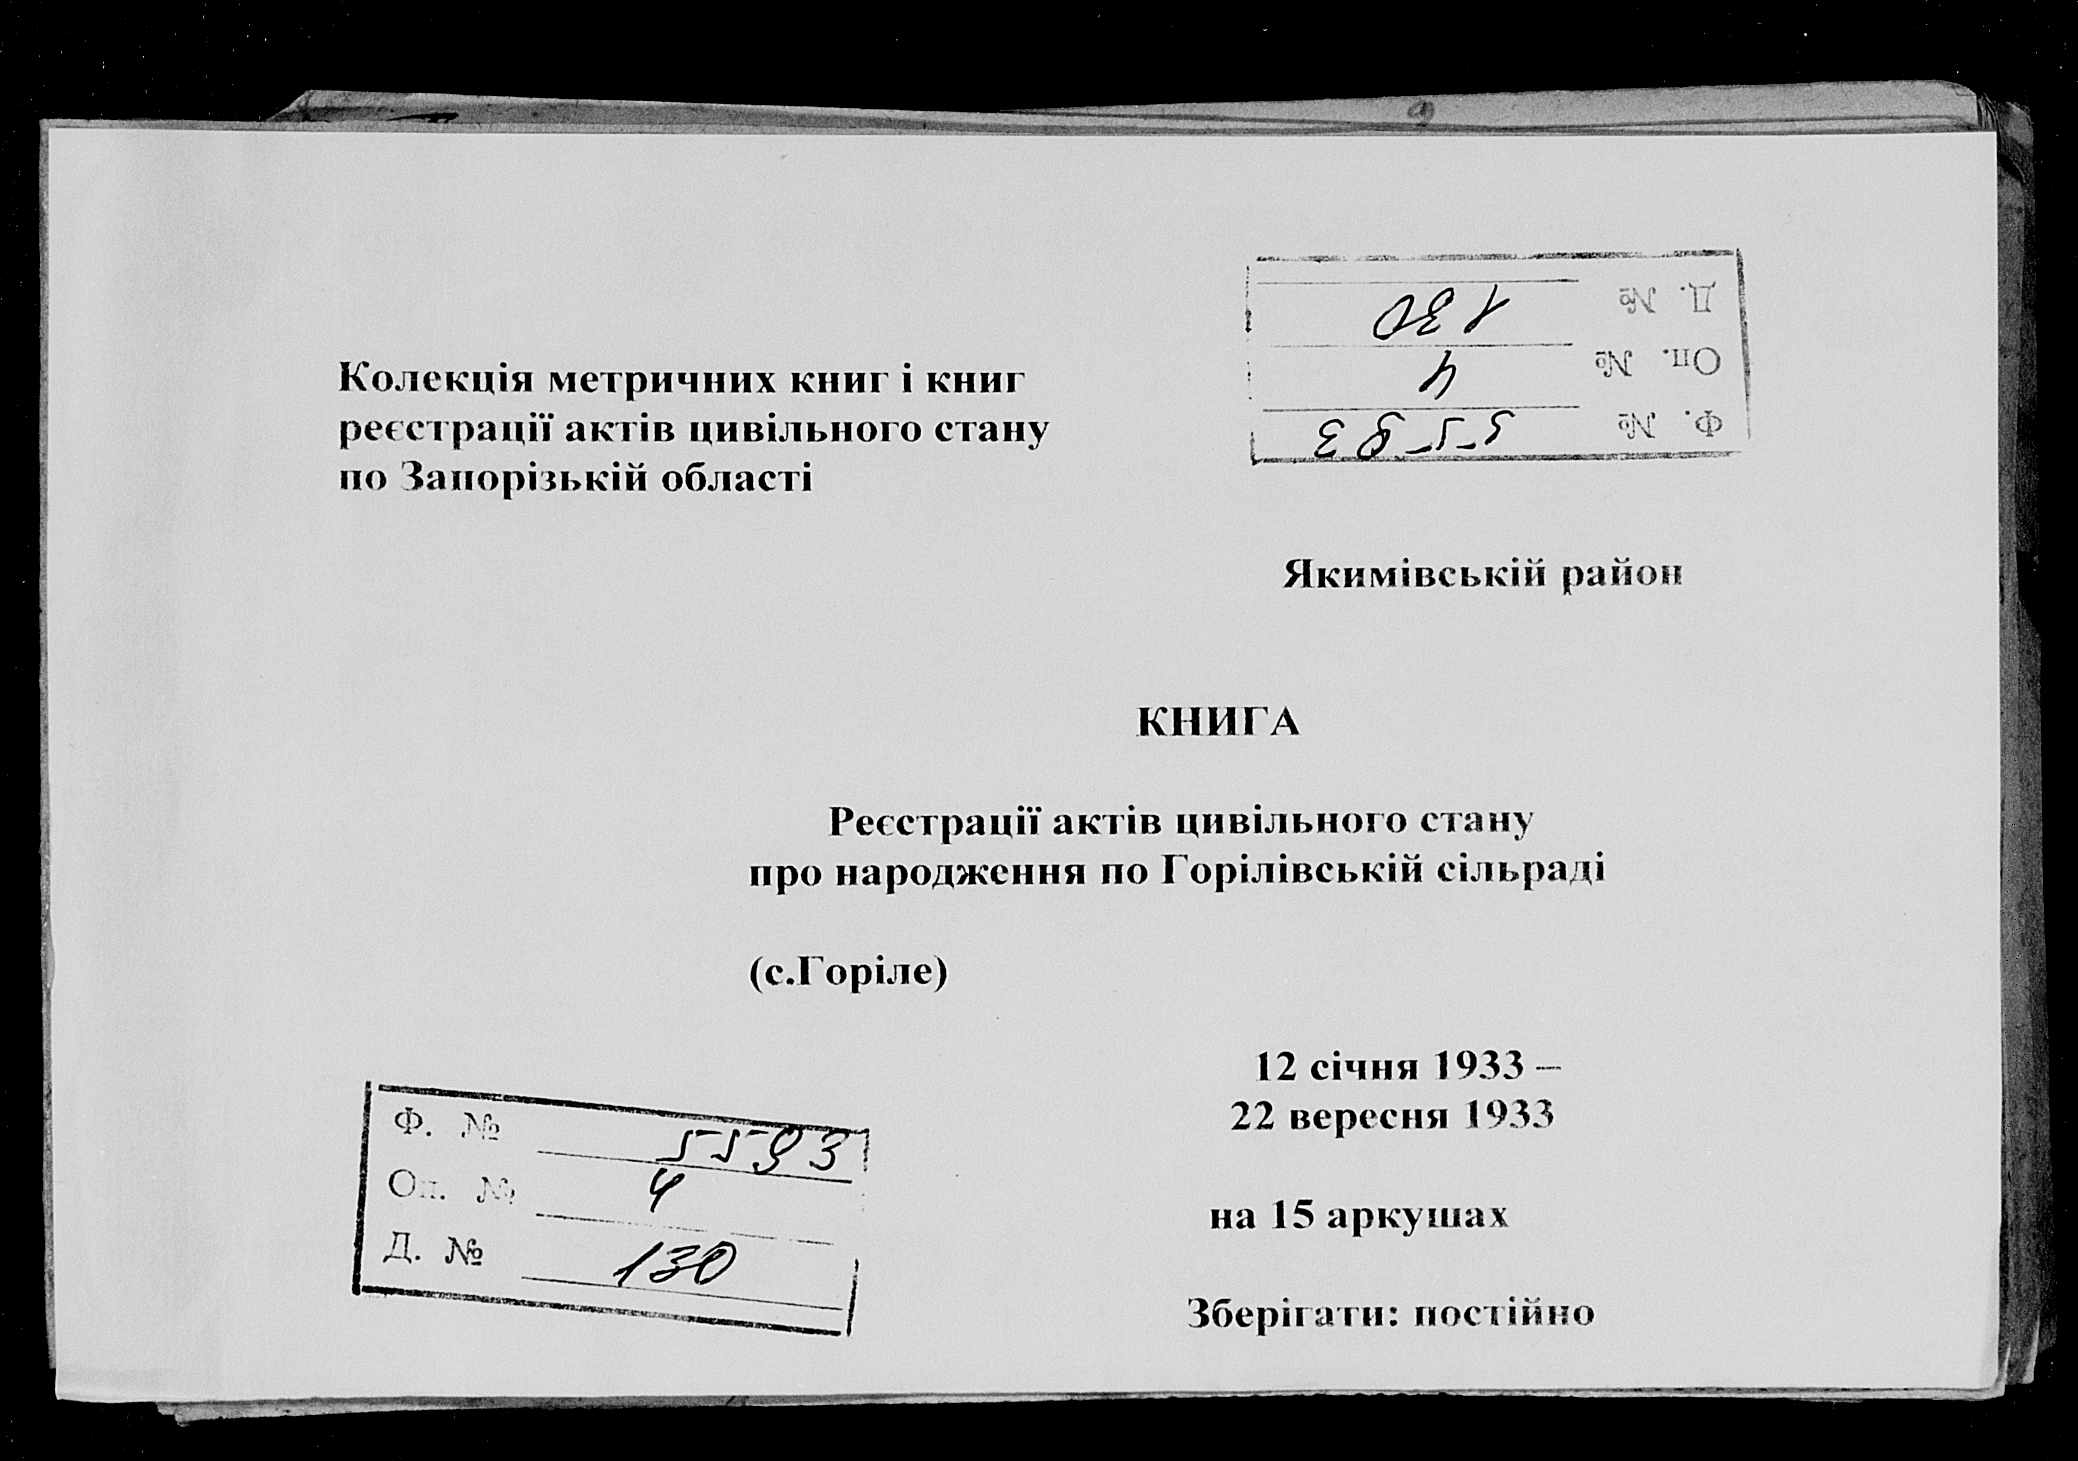 Д. № 130
Оп. № 4
Ф. № 5593
Колекція метричних книг і книг
реєстрації актів цивільного стану
по Запорізькій області
Якимівській район
КНИГА
Реєстрації актів цивільного стану
про народження по Горілівській сільраді
(с.Горіле)
12 січня 1933 –
22 вересня 1933
на 15 аркушах
Зберігати: постійно
Ф. № 5593
Оп. № 4
Д. № 130